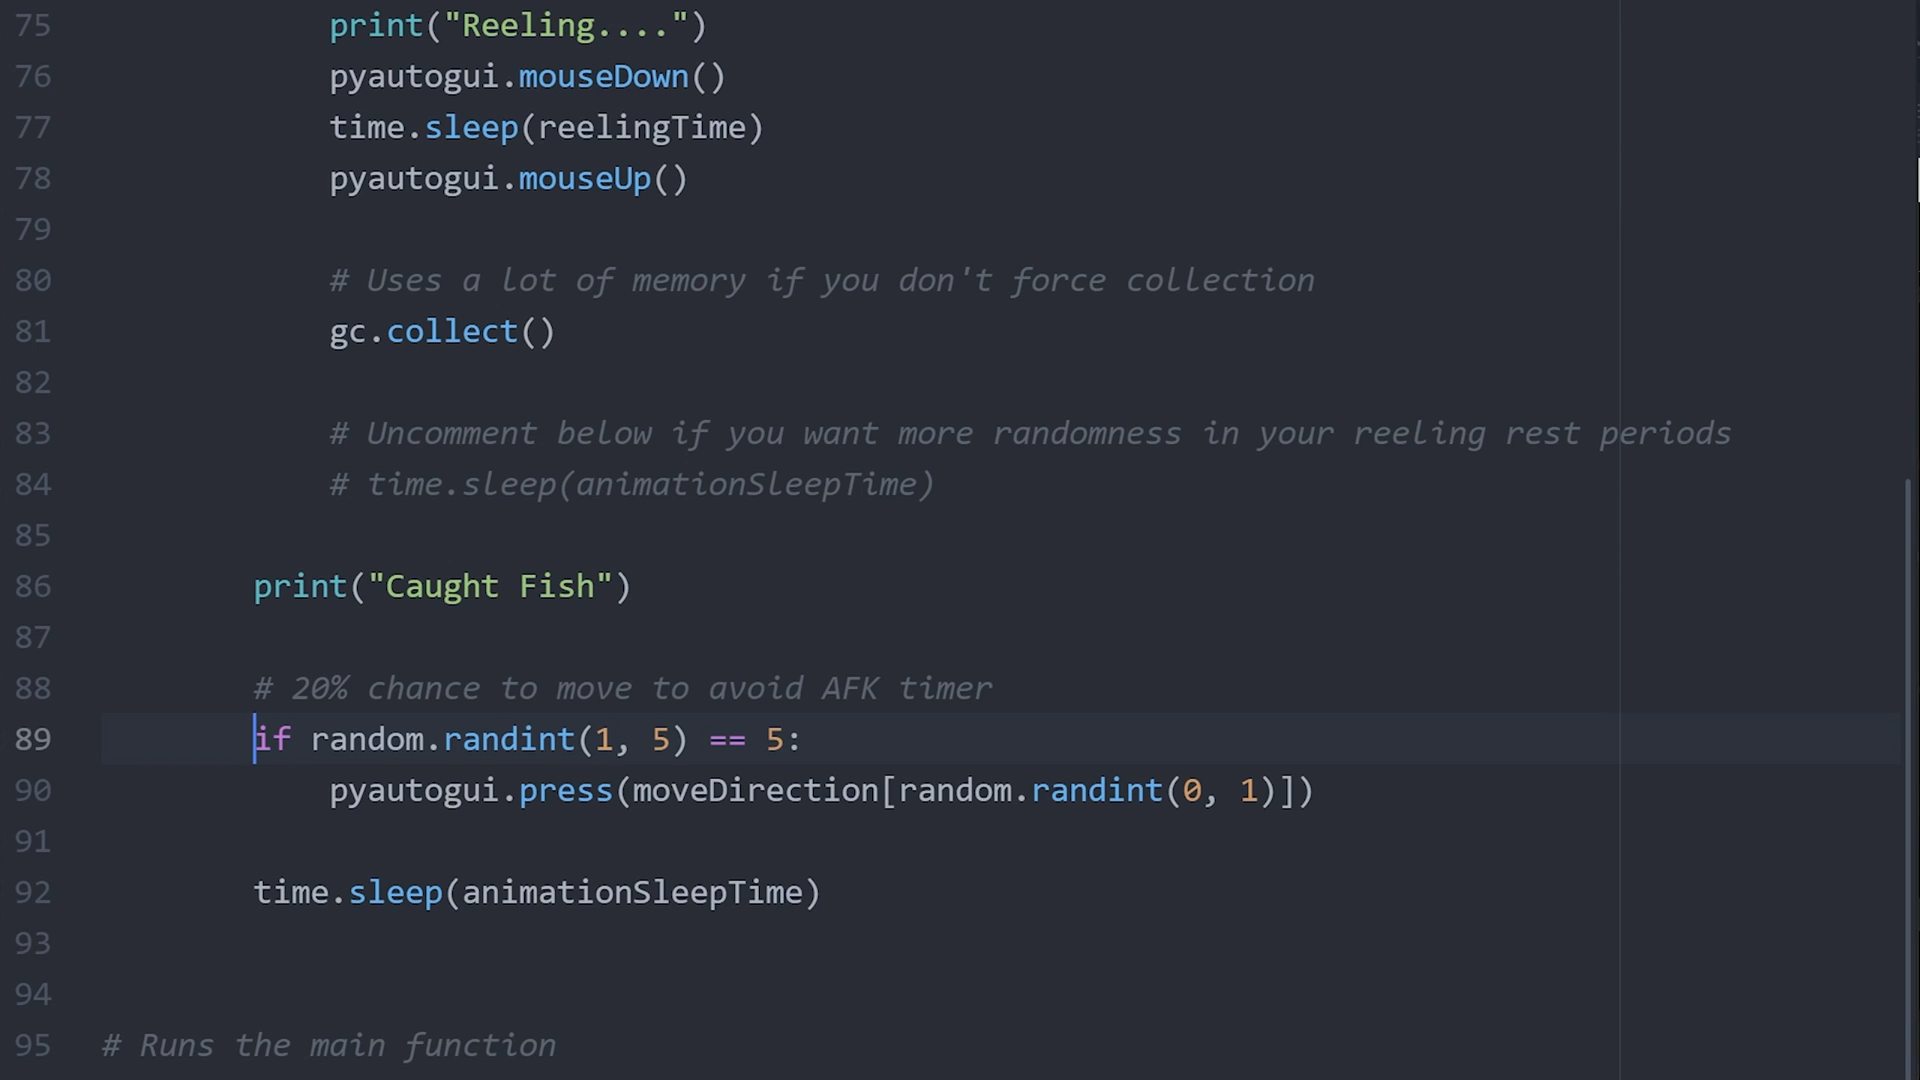 75 print("Reeling....")
76 pyautogui.mouseDown()
77 time.sleep(reelingTime)
78 pyautogui.mouseUp()
79
80 # Uses a lot of memory if you don't force collection
81 gc.collect()
82
83 # Uncomment below if you want more randomness in your reeling rest periods
84 # time.sleep(animationSleepTime)
85
86 print("Caught Fish")
87
88 # 20% chance to move to avoid AFK timer
89 if random.randint(1, 5) == 5:
90 pyautogui.press(moveDirection[random.randint(0, 1)])
91
92 time.sleep(animationSleepTime)
93
94
95 # Runs the main function